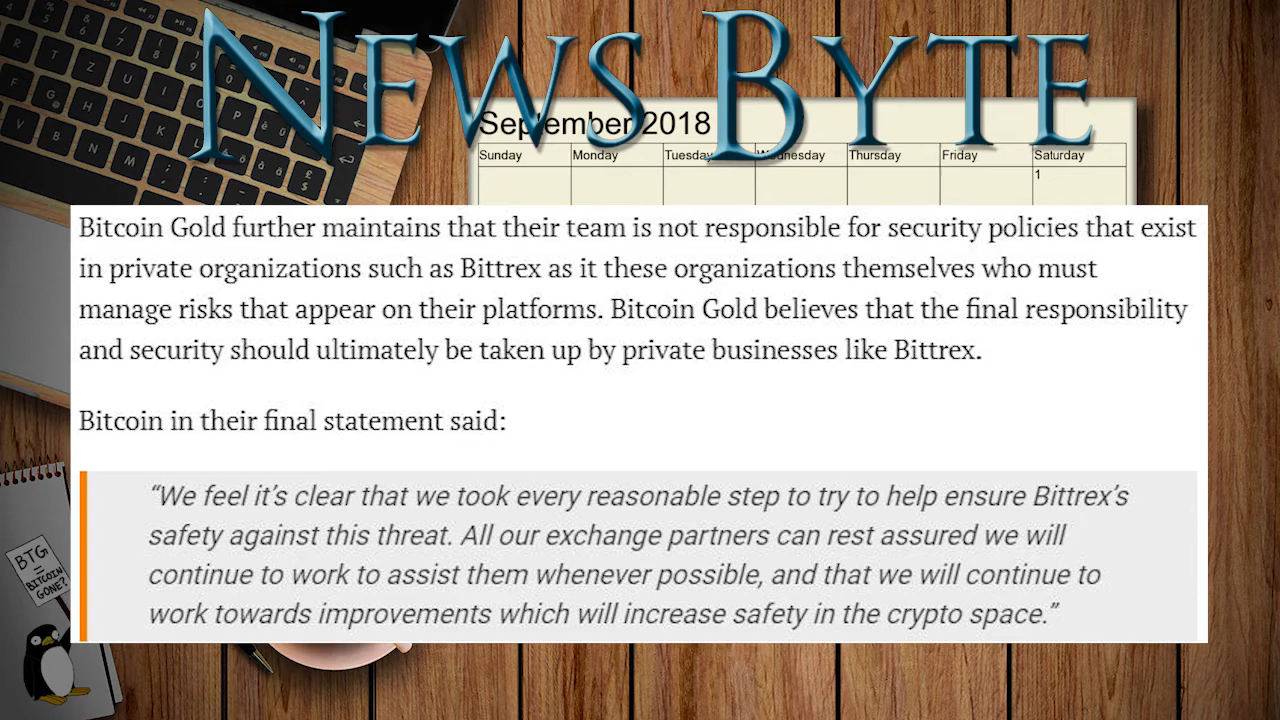 NEWS BYTE
September 2018
Sunday Monday Tuesday Wednesday Thursday Friday Saturday
1
Bitcoin Gold further maintains that their team is not responsible for security policies that exist
in private organizations such as Bittrex as it these organizations themselves who must
manage risks that appear on their platforms. Bitcoin Gold believes that the final responsibility
and security should ultimately be taken up by private businesses like Bittrex.
Bitcoin in their final statement said:
“We feel it’s clear that we took every reasonable step to try to help ensure Bittrex’s
safety against this threat. All our exchange partners can rest assured we will
continue to work to assist them whenever possible, and that we will continue to
work towards improvements which will increase safety in the crypto space.”
BTG
=
BITCOIN
GONE?